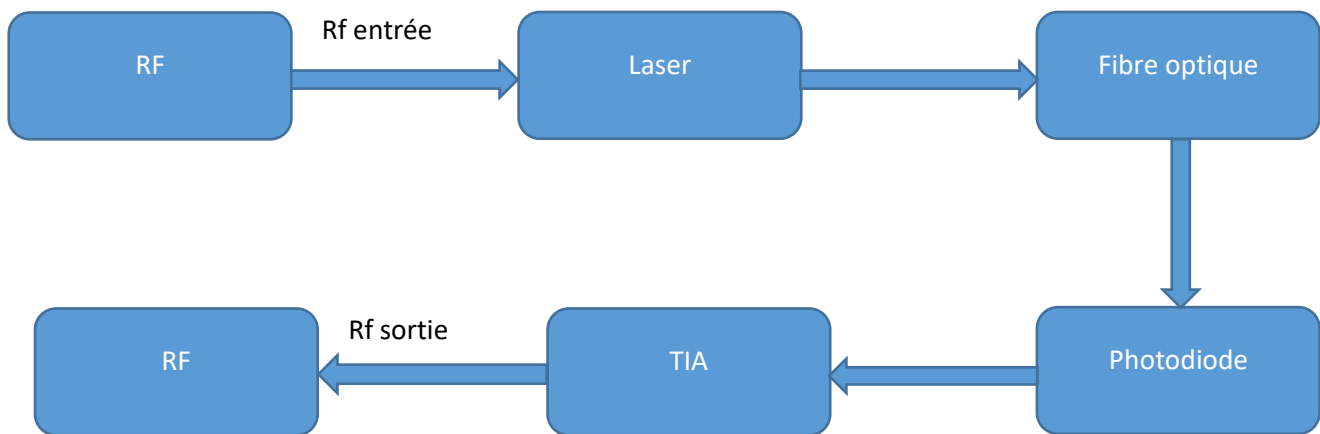 RF
Rf entrée
Laser
Fibre optique
RF
Rf sortie
TIA
Photodiode